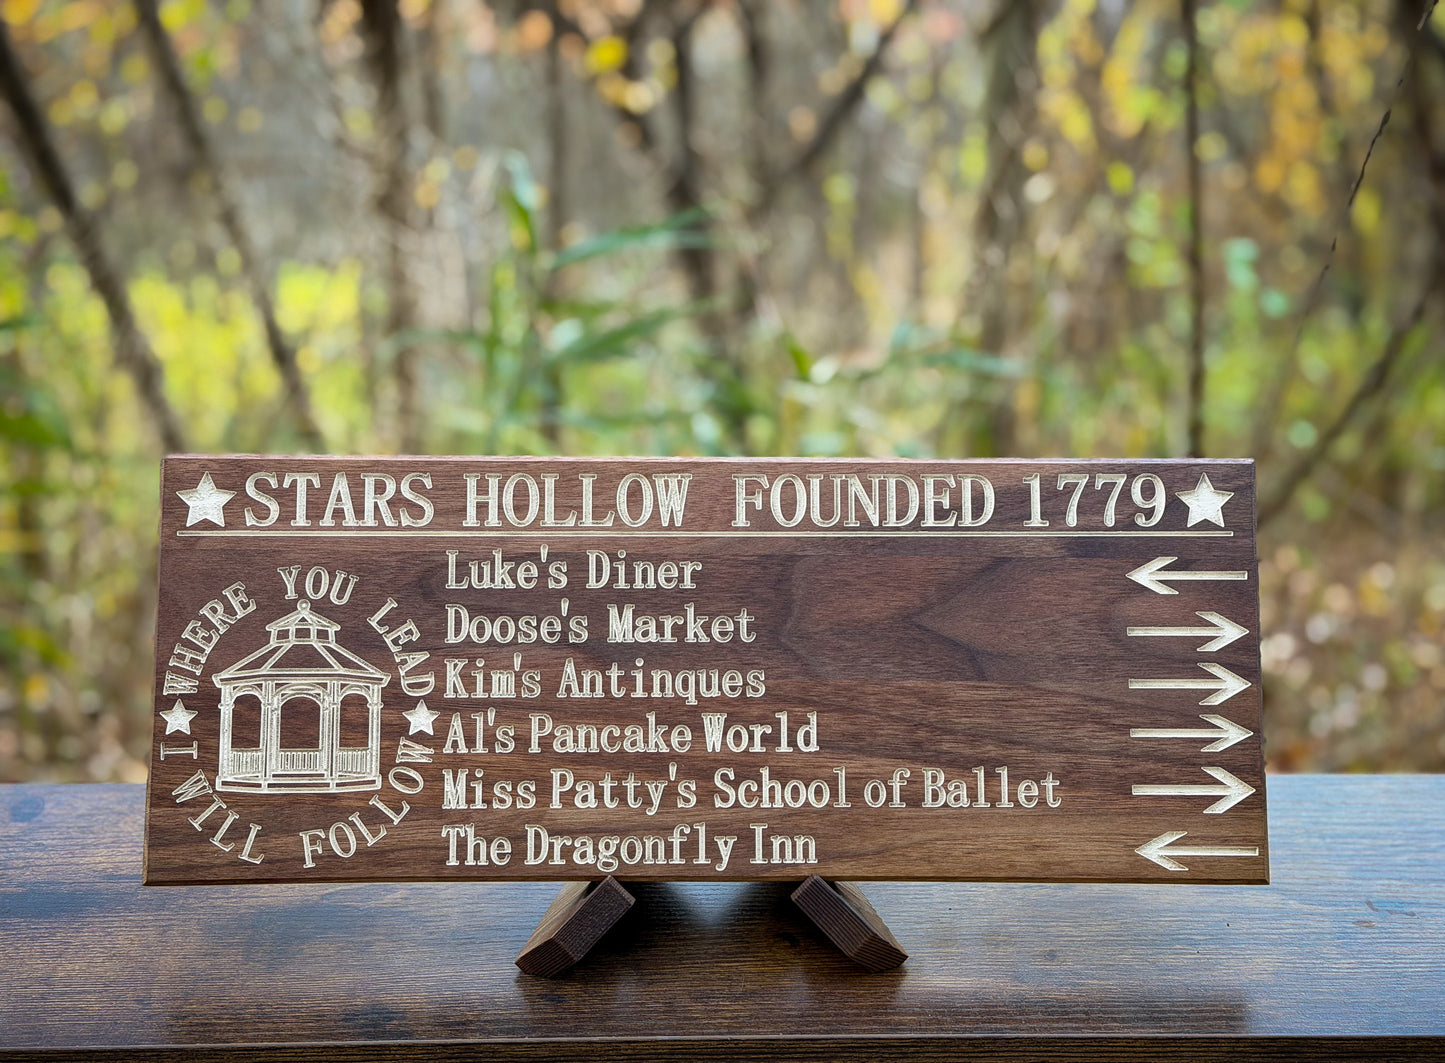 STARS HOLLOW FOUNDED 1779
WHERE YOU LEAD
I WILL FOLLOW
Luke's Diner
Doose's Market
Kim's Antinques
Al's Pancake World
Miss Patty's School of Ballet
The Dragonfly Inn